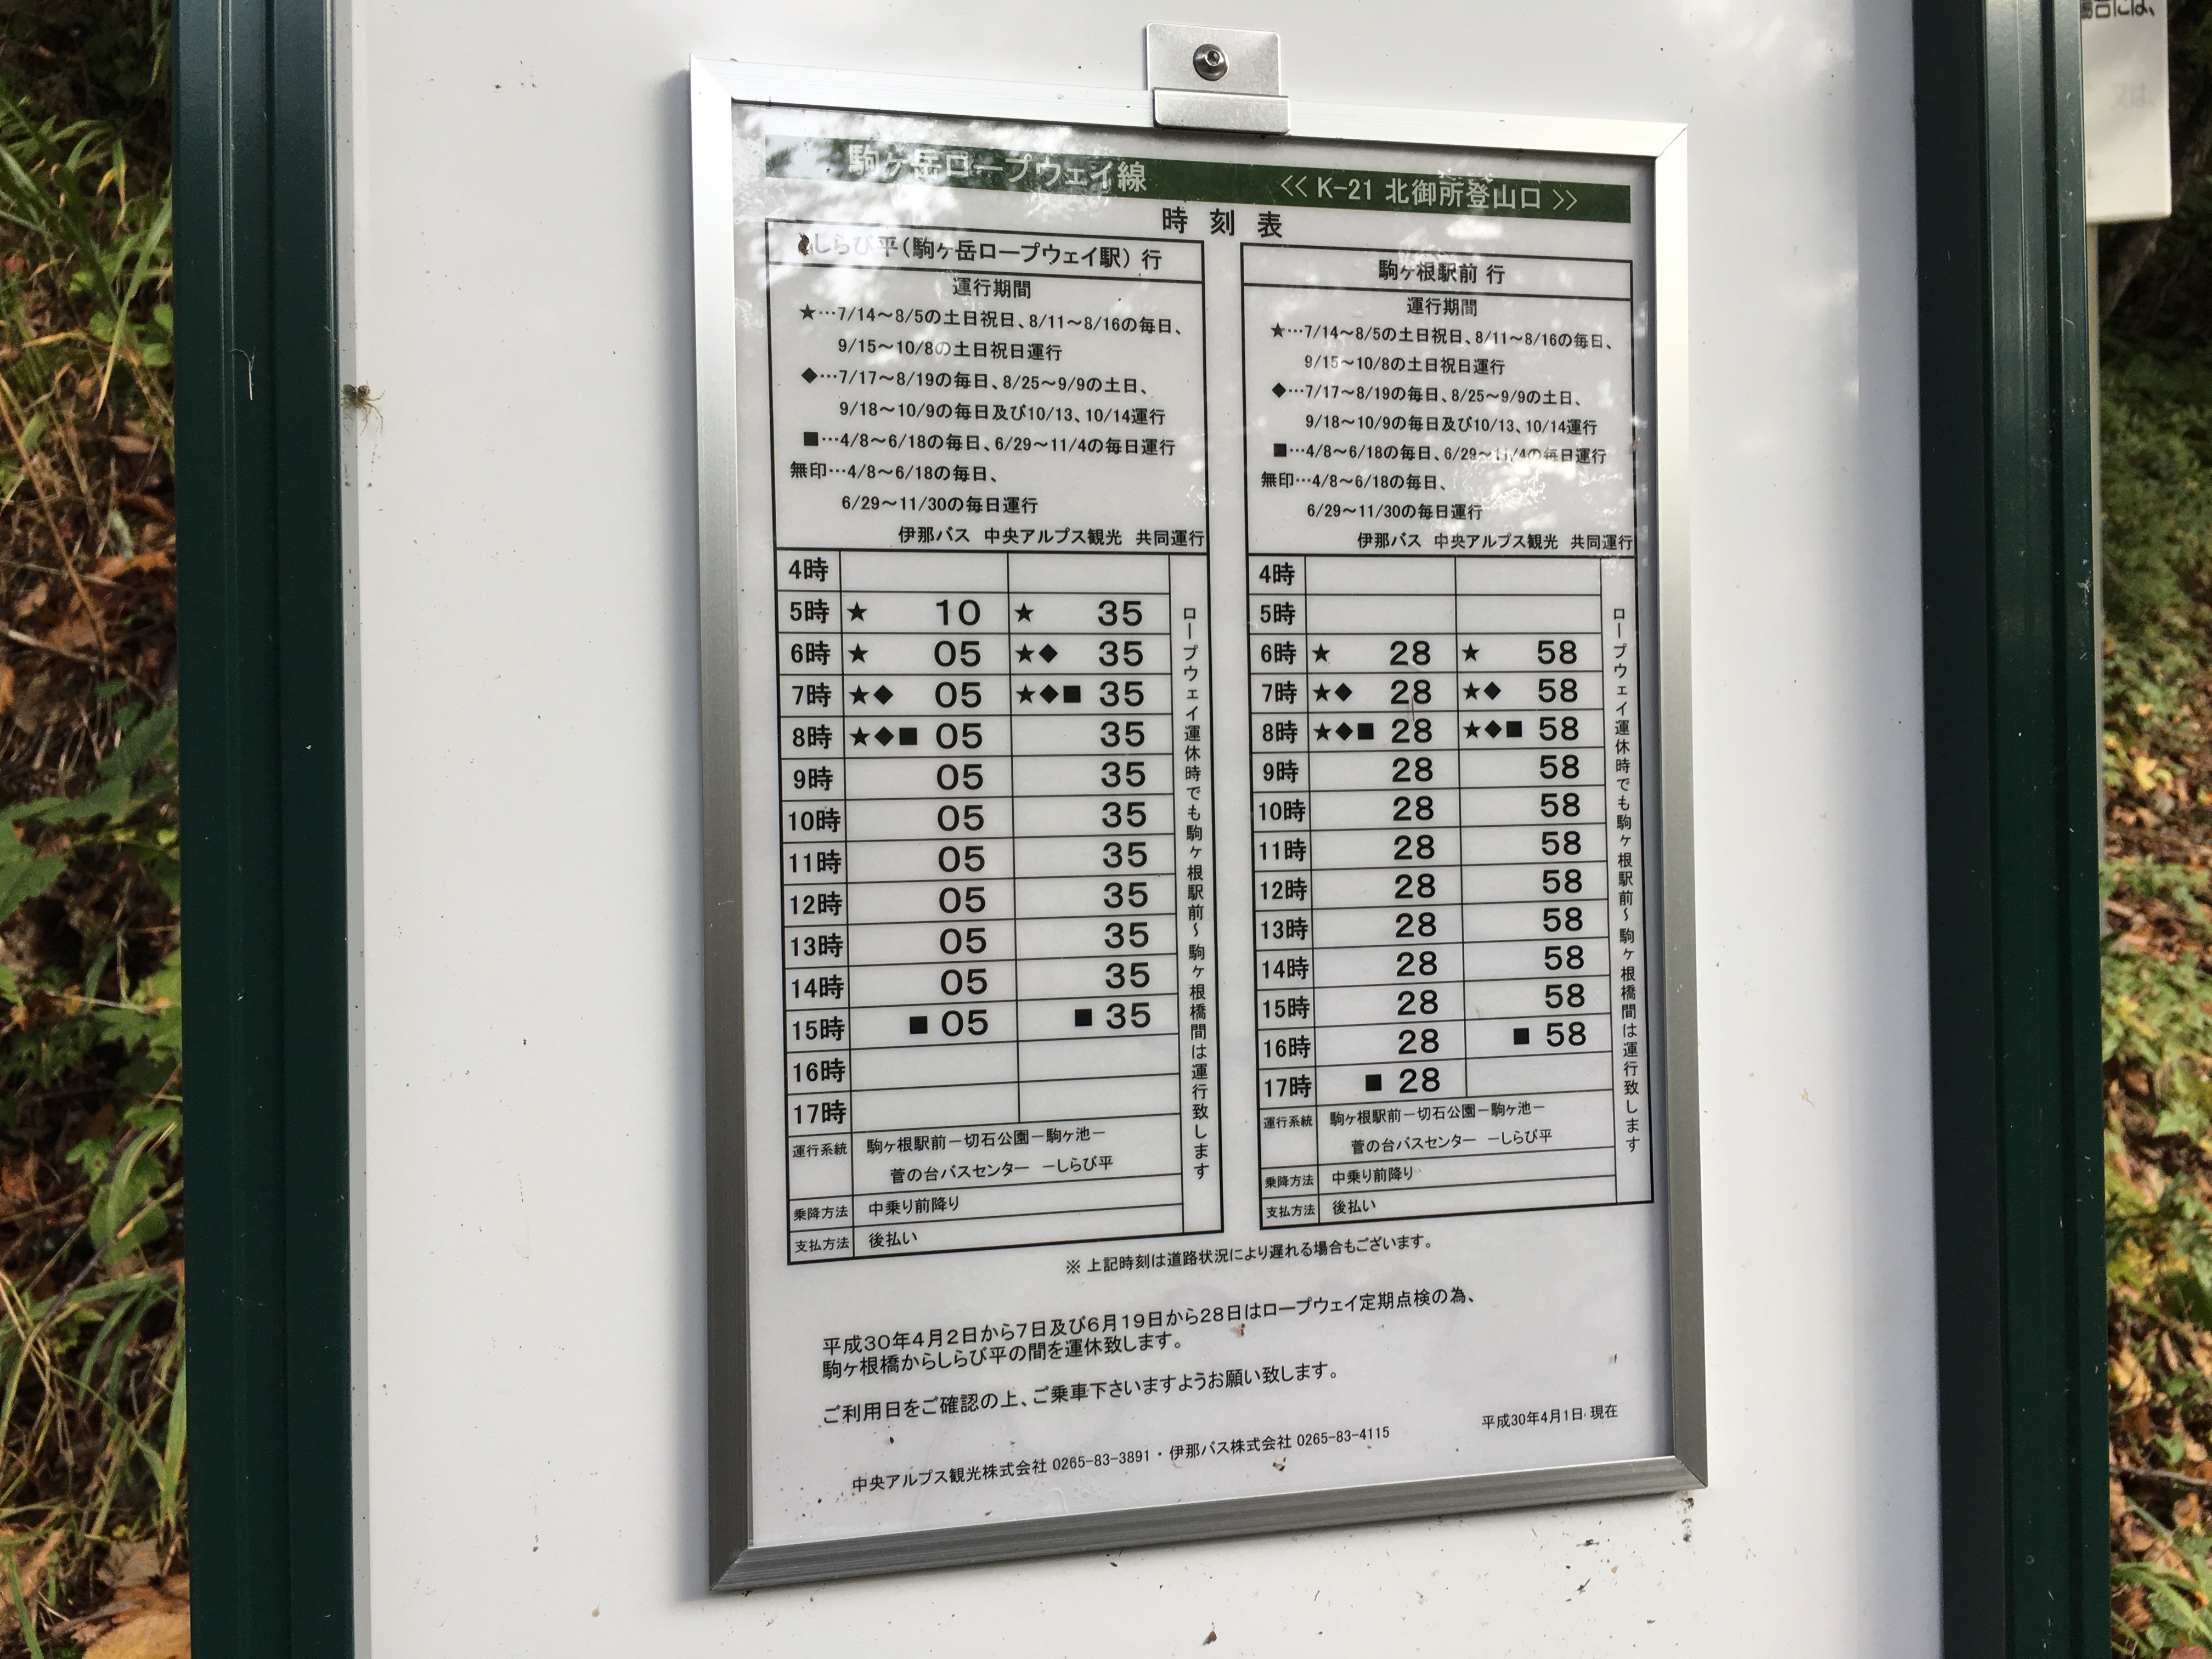 駒ヶ岳ロープウェイ線 << K-21 北御所登山口 >>
時 刻 表
しらび平(駒ヶ岳ロープウェイ駅) 行
運行期間
★…7/14～8/5の土日祝日、8/11～8/16の毎日、
9/15～10/8の土日祝日運行
◆…7/17～8/19の毎日、8/25～9/9の土日、
9/18～10/9の毎日及び10/13、10/14運行
■…4/8～6/18の毎日、6/29～11/4の毎日運行
無印…4/8～6/18の毎日、
6/29～11/30の毎日運行
伊那バス 中央アルプス観光 共同運行
4時
5時 ★ 10 ★ 35
6時 ★ 05 ★◆ 35
7時 ★◆ 05 ★◆■ 35
8時 ★◆■ 05 35
9時 05 35
10時 05 35
11時 05 35
12時 05 35
13時 05 35
14時 05 35
15時 ■ 05 ■ 35
16時
17時
運行系統 駒ヶ根駅前－切石公園－駒ヶ池－
菅の台バスセンター －しらび平
乗降方法 中乗り前降り
支払方法 後払い
ロープウェイ運休時でも駒ヶ根駅前～駒ヶ根橋間は運行致します
駒ヶ根駅前 行
運行期間
★…7/14～8/5の土日祝日、8/11～8/16の毎日、
9/15～10/8の土日祝日運行
◆…7/17～8/19の毎日、8/25～9/9の土日、
9/18～10/9の毎日及び10/13、10/14運行
■…4/8～6/18の毎日、6/29～11/4の毎日運行
無印…4/8～6/18の毎日、
6/29～11/30の毎日運行
伊那バス 中央アルプス観光 共同運行
4時
5時
6時 ★ 28 ★ 58
7時 ★◆ 28 ★◆ 58
8時 ★◆■ 28 ★◆■ 58
9時 28 58
10時 28 58
11時 28 58
12時 28 58
13時 28 58
14時 28 58
15時 28 58
16時 28 ■ 58
17時 ■ 28
運行系統 駒ヶ根駅前－切石公園－駒ヶ池－
菅の台バスセンター －しらび平
乗降方法 中乗り前降り
支払方法 後払い
ロープウェイ運休時でも駒ヶ根駅前～駒ヶ根橋間は運行致します
※ 上記時刻は道路状況により遅れる場合もございます。
平成30年4月2日から7日及び6月19日から28日はロープウェイ定期点検の為、
駒ヶ根橋からしらび平の間を運休致します。
ご利用日をご確認の上、ご乗車下さいますようお願い致します。
平成30年4月1日 現在
中央アルプス観光株式会社 0265-83-3891・伊那バス株式会社 0265-83-4115
には、
又は、